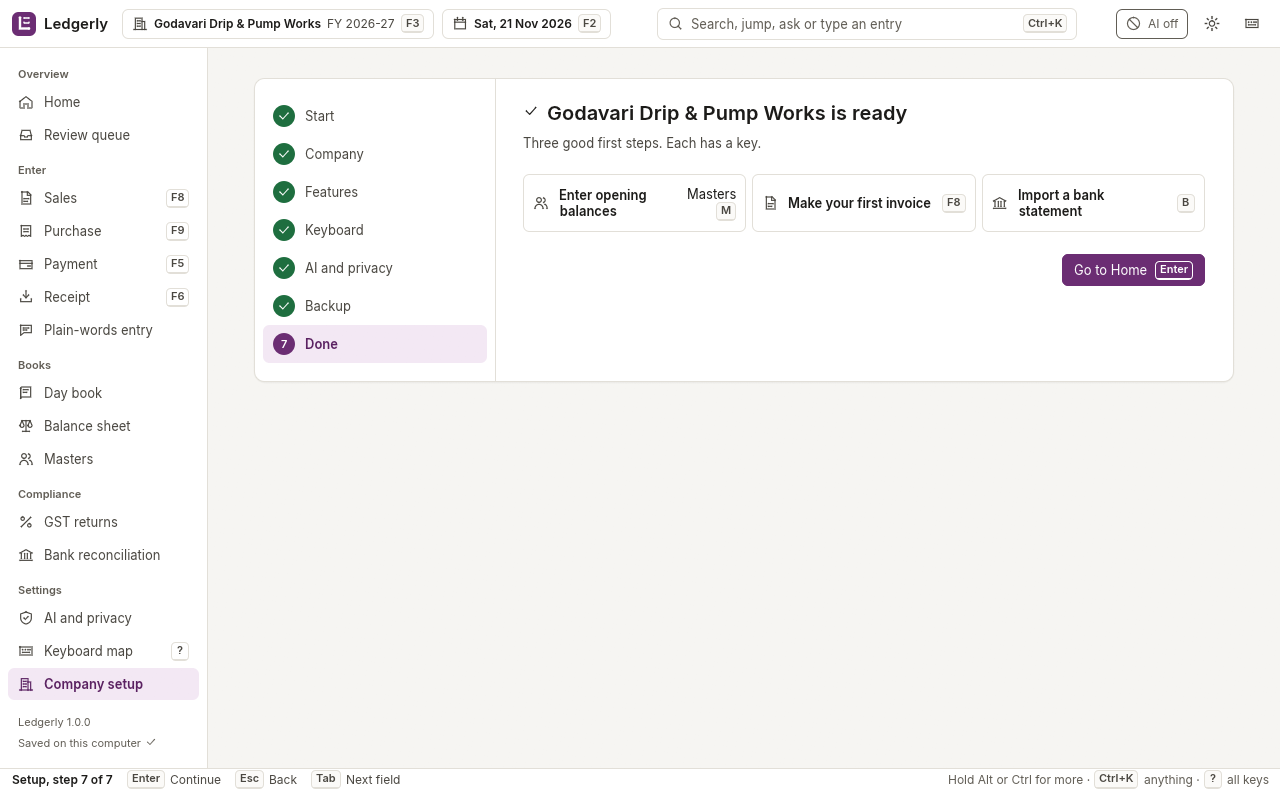 Ledgerly
Godavari Drip & Pump Works FY 2026-27 F3
Sat, 21 Nov 2026 F2
Search, jump, ask or type an entry Ctrl+K
AI off
Overview
Home
Review queue
Enter
Sales F8
Purchase F9
Payment F5
Receipt F6
Plain-words entry
Books
Day book
Balance sheet
Masters
Compliance
GST returns
Bank reconciliation
Settings
AI and privacy
Keyboard map ?
Company setup
Ledgerly 1.0.0
Saved on this computer
Start
Company
Features
Keyboard
AI and privacy
Backup
7 Done
Godavari Drip & Pump Works is ready
Three good first steps. Each has a key.
Enter opening
balances
Masters
M
Make your first invoice F8
Import a bank
statement
B
Go to Home Enter
Setup, step 7 of 7 Enter Continue Esc Back Tab Next field
Hold Alt or Ctrl for more · Ctrl+K anything · ? all keys